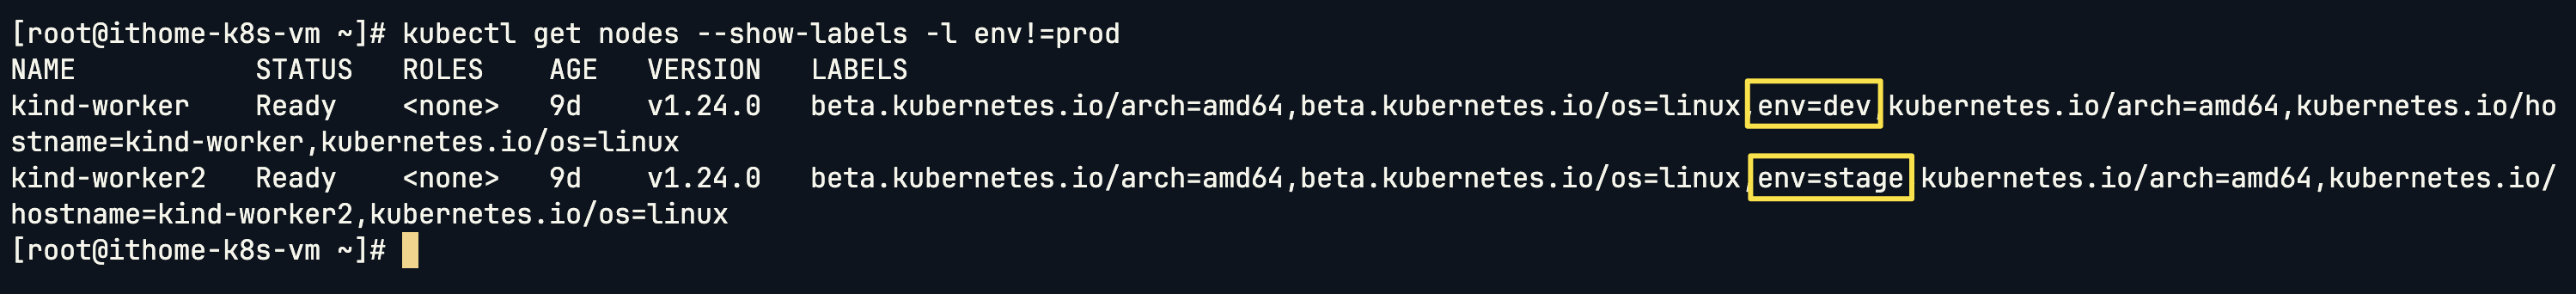 [root@ithome-k8s-vm ~]# kubectl get nodes --show-labels -l env!=prod
NAME           STATUS   ROLES    AGE   VERSION   LABELS
kind-worker    Ready    <none>   9d    v1.24.0   beta.kubernetes.io/arch=amd64,beta.kubernetes.io/os=linux,env=dev,kubernetes.io/arch=amd64,kubernetes.io/ho
stname=kind-worker,kubernetes.io/os=linux
kind-worker2   Ready    <none>   9d    v1.24.0   beta.kubernetes.io/arch=amd64,beta.kubernetes.io/os=linux,env=stage,kubernetes.io/arch=amd64,kubernetes.io/
hostname=kind-worker2,kubernetes.io/os=linux
[root@ithome-k8s-vm ~]#